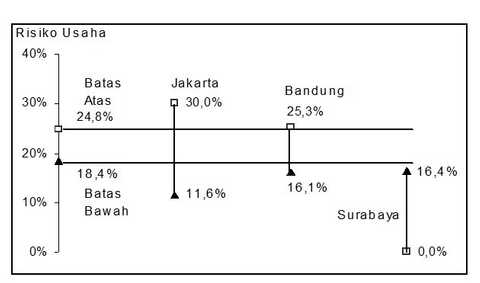 Risiko Usaha
40%
Batas
Atas
24,8%
Jakarta
30,0%
Bandung
25,3%
30%
20%
18,4%
Batas
Bawah
11,6%
16,1%
16,4%
Surabaya
10%
0%
0,0%